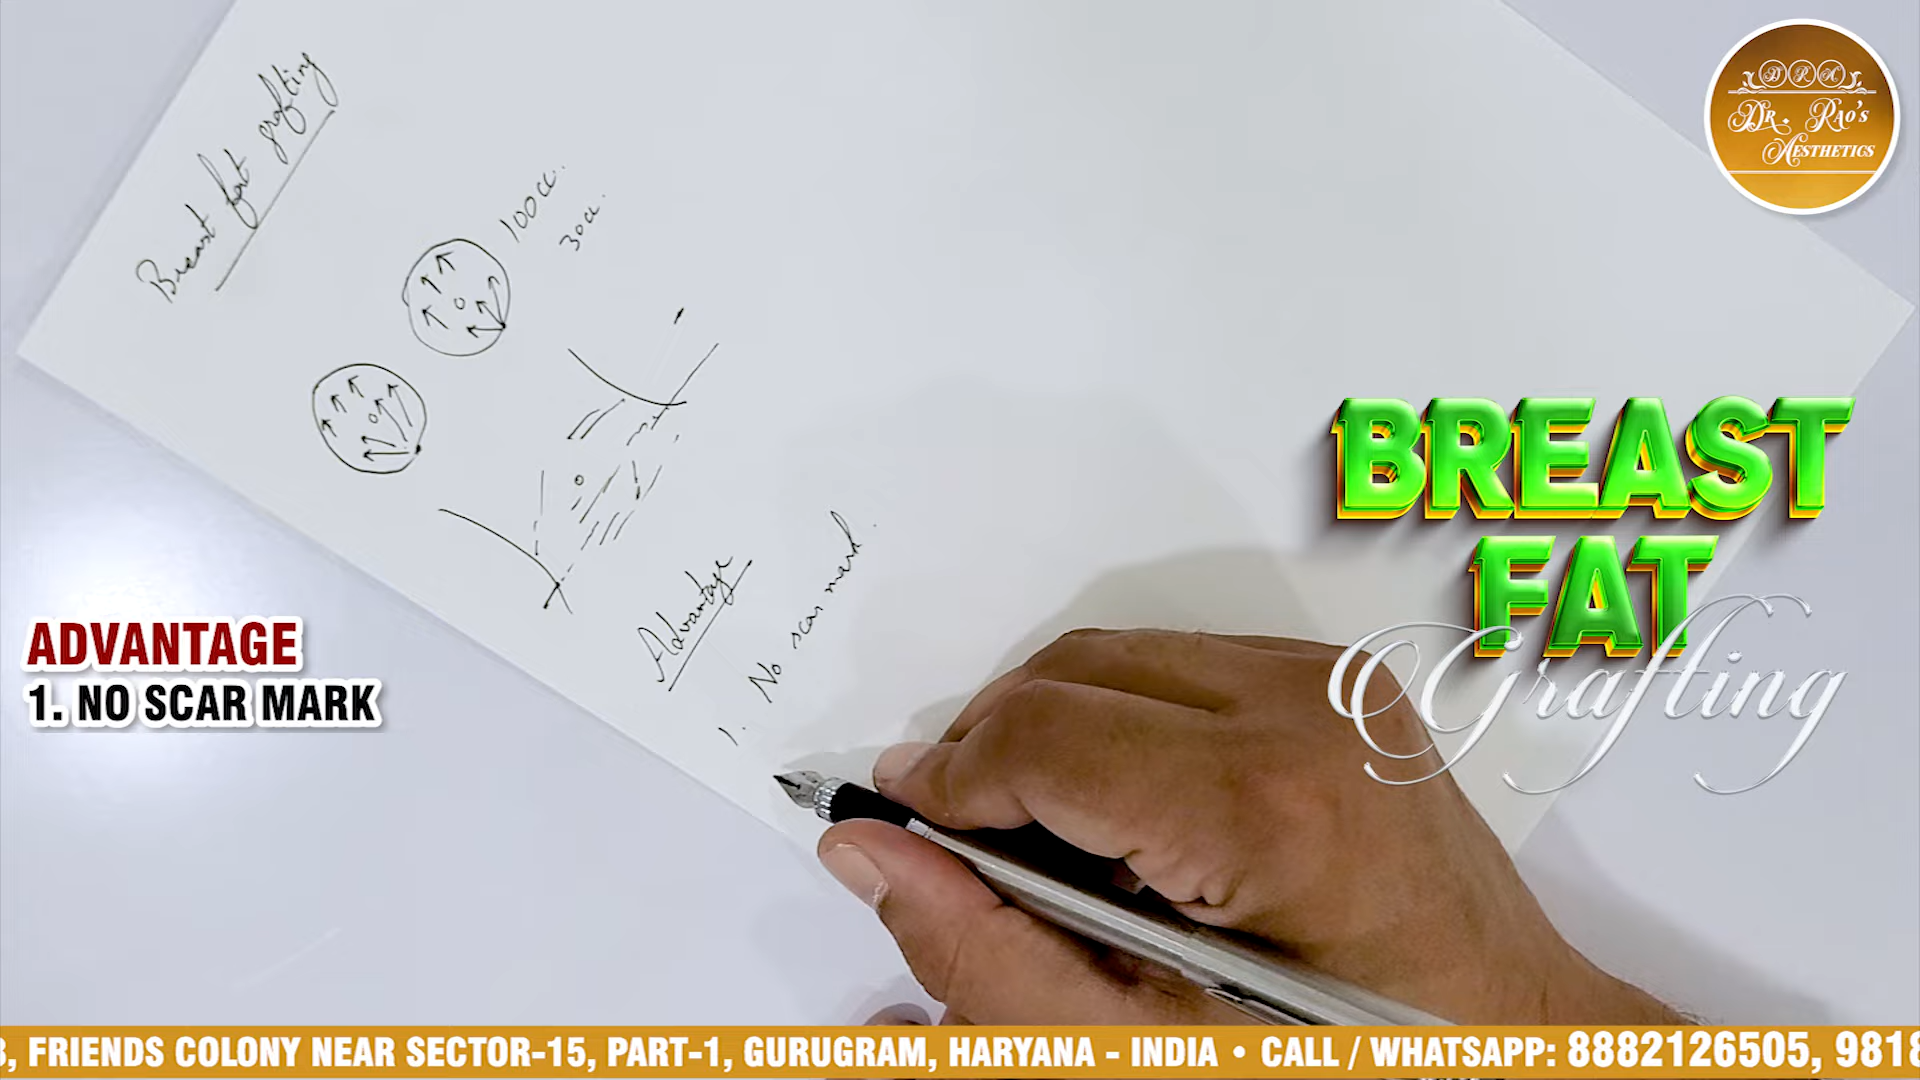 Breast fat grafting
100cc.
30cc.
Advantage
1. No scar mark.
D R A
DR. RAO'S
AESTHETICS
BREAST
FAT
Grafting
ADVANTAGE
1. NO SCAR MARK
, FRIENDS COLONY NEAR SECTOR-15, PART-1, GURUGRAM, HARYANA - INDIA • CALL / WHATSAPP: 8882126505, 981